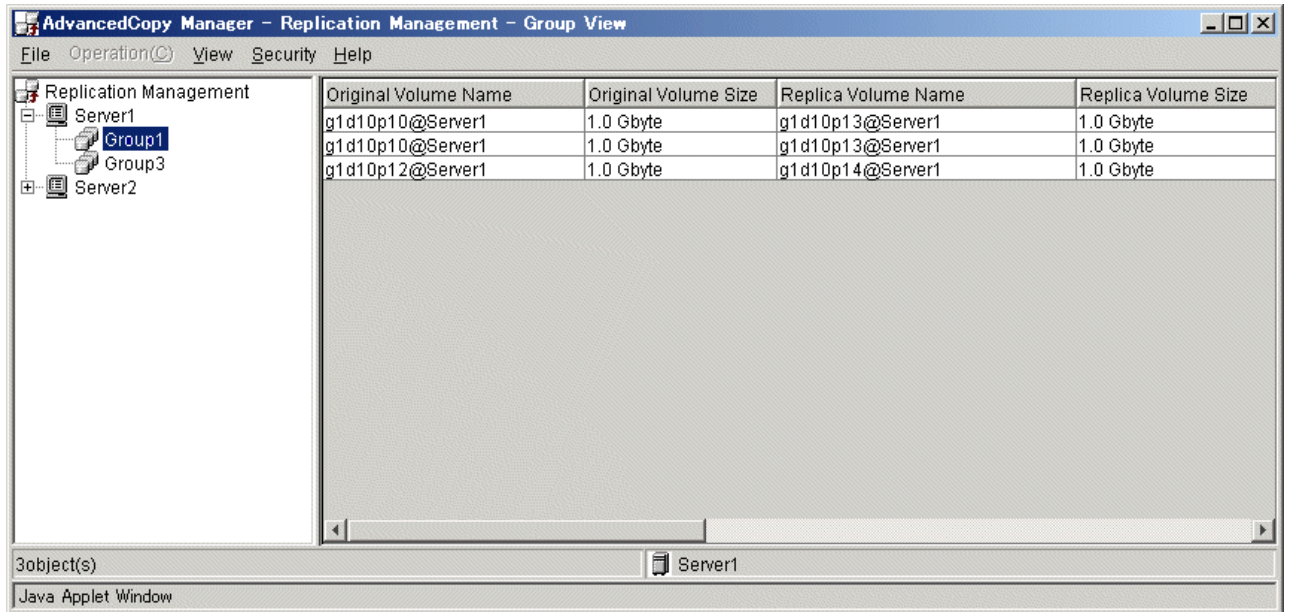 AdvancedCopy Manager - Replication Management - Group View
File Operation(C) View Security Help
Replication Management
Server1
Group1
Group3
Server2
Original Volume Name Original Volume Size Replica Volume Name Replica Volume Size
g1d10p10@Server1 1.0 Gbyte g1d10p13@Server1 1.0 Gbyte
g1d10p10@Server1 1.0 Gbyte g1d10p13@Server1 1.0 Gbyte
g1d10p12@Server1 1.0 Gbyte g1d10p14@Server1 1.0 Gbyte
3object(s) Server1
Java Applet Window